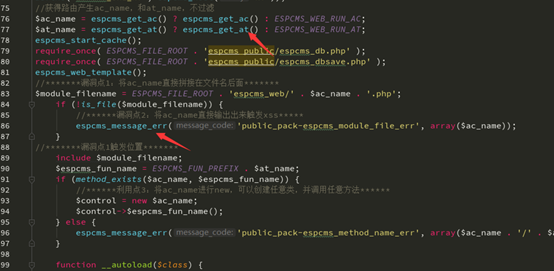 75 //获得路由产生ac_name，和at_name，不过滤
76 $ac_name = espcms_get_ac() ? espcms_get_ac() : ESPCMS_WEB_RUN_AC;
77 $at_name = espcms_get_at() ? espcms_get_at() : ESPCMS_WEB_RUN_AT;
78 espcms_start_cache();
79 require_once( ESPCMS_FILE_ROOT . 'espcms_public/espcms_db.php' );
80 require_once( ESPCMS_FILE_ROOT . 'espcms_public/espcms_dbsave.php' );
81 espcms_web_template();
82 //*******漏洞点1，将ac_name直接拼接在文件名后面*******
83 $module_filename = ESPCMS_FILE_ROOT . 'espcms_web/' . $ac_name . '.php';
84 if (!is_file($module_filename)) {
85 //*******漏洞点2，将ac_name直接输出出来触发xss*****
86 espcms_message_err( message_code: 'public_pack-espcms_module_file_err', array($ac_name));
87 }
88 //*******漏洞点1触发位置*******
89 include $module_filename;
90 $espcms_fun_name = ESPCMS_FUN_PREFIX . $at_name;
91 if (method_exists($ac_name, $espcms_fun_name)) {
92 //******利用点3，将ac_name进行new，可以创建任意类，并调用任意方法******
93 $control = new $ac_name;
94 $control->$espcms_fun_name();
95 } else {
96 espcms_message_err( message_code: 'public_pack-espcms_method_name_err', array($ac_name . '/' . $a
97 }
98
99 function __autoload($class) {